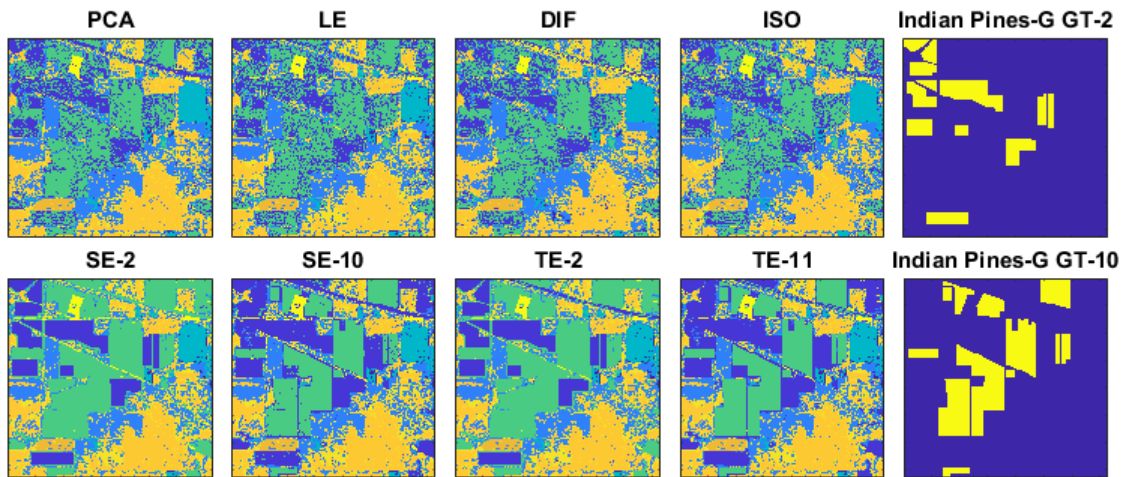 PCA LE DIF ISO Indian Pines-G GT-2
SE-2 SE-10 TE-2 TE-11 Indian Pines-G GT-10